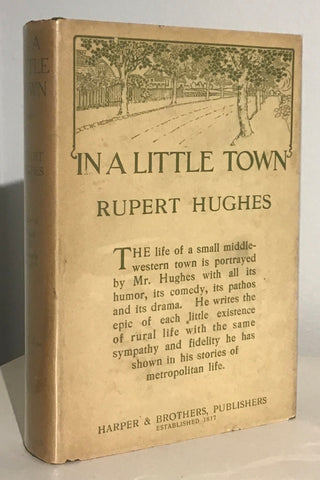 A
LITTLE
TOWN
HUGHES
IN A LITTLE TOWN
RUPERT HUGHES
THE life of a small middle-
western town is portrayed
by Mr. Hughes with all its
humor, its comedy, its pathos
and its drama. He writes the
epic of each little existence
of rural life with the same
sympathy and fidelity he has
shown in his stories of
metropolitan life.
HARPER & BROTHERS, PUBLISHERS
ESTABLISHED 1817